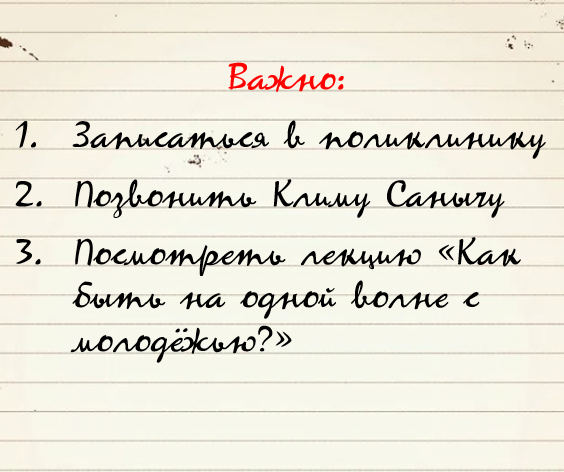 Важно:
1. Записаться в поликлинику
2. Позвонить Климу Санычу
3. Посмотреть лекцию «Как
быть на одной волне с
молодёжью?»